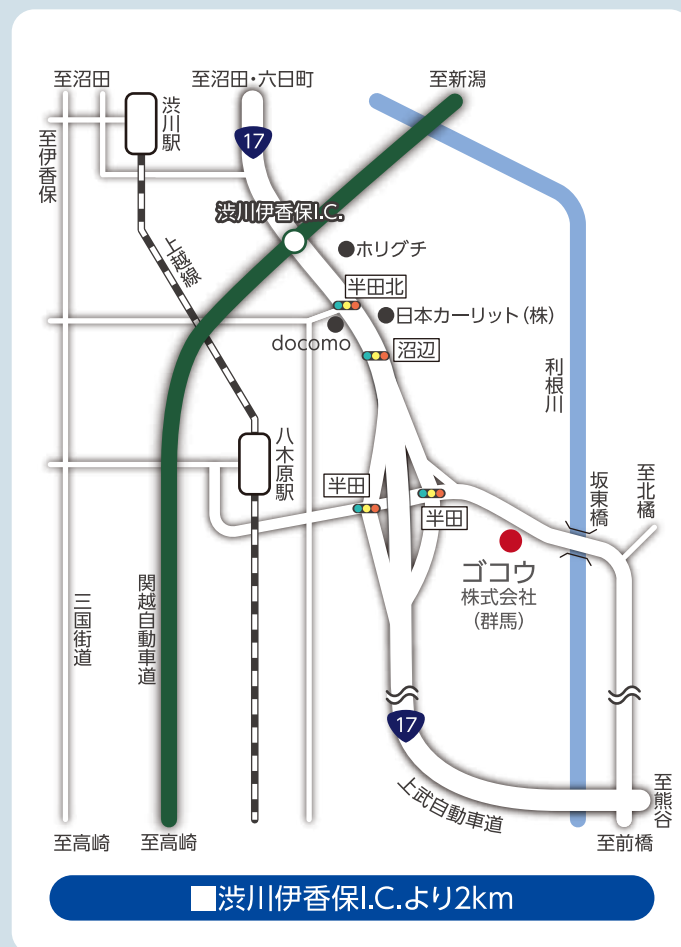 至沼田
至沼田・六日町
至新潟
渋川駅
17
至伊香保
渋川伊香保I.C.
上越線
ホリグチ
半田北
日本カーリット(株)
docomo
沼辺
利根川
八木原駅
坂東橋
至北橘
半田
半田
ゴコウ
株式会社
(群馬)
三国街道
関越自動車道
17
上武自動車道
至熊谷
至高崎
至高崎
至前橋
■渋川伊香保I.C.より2km